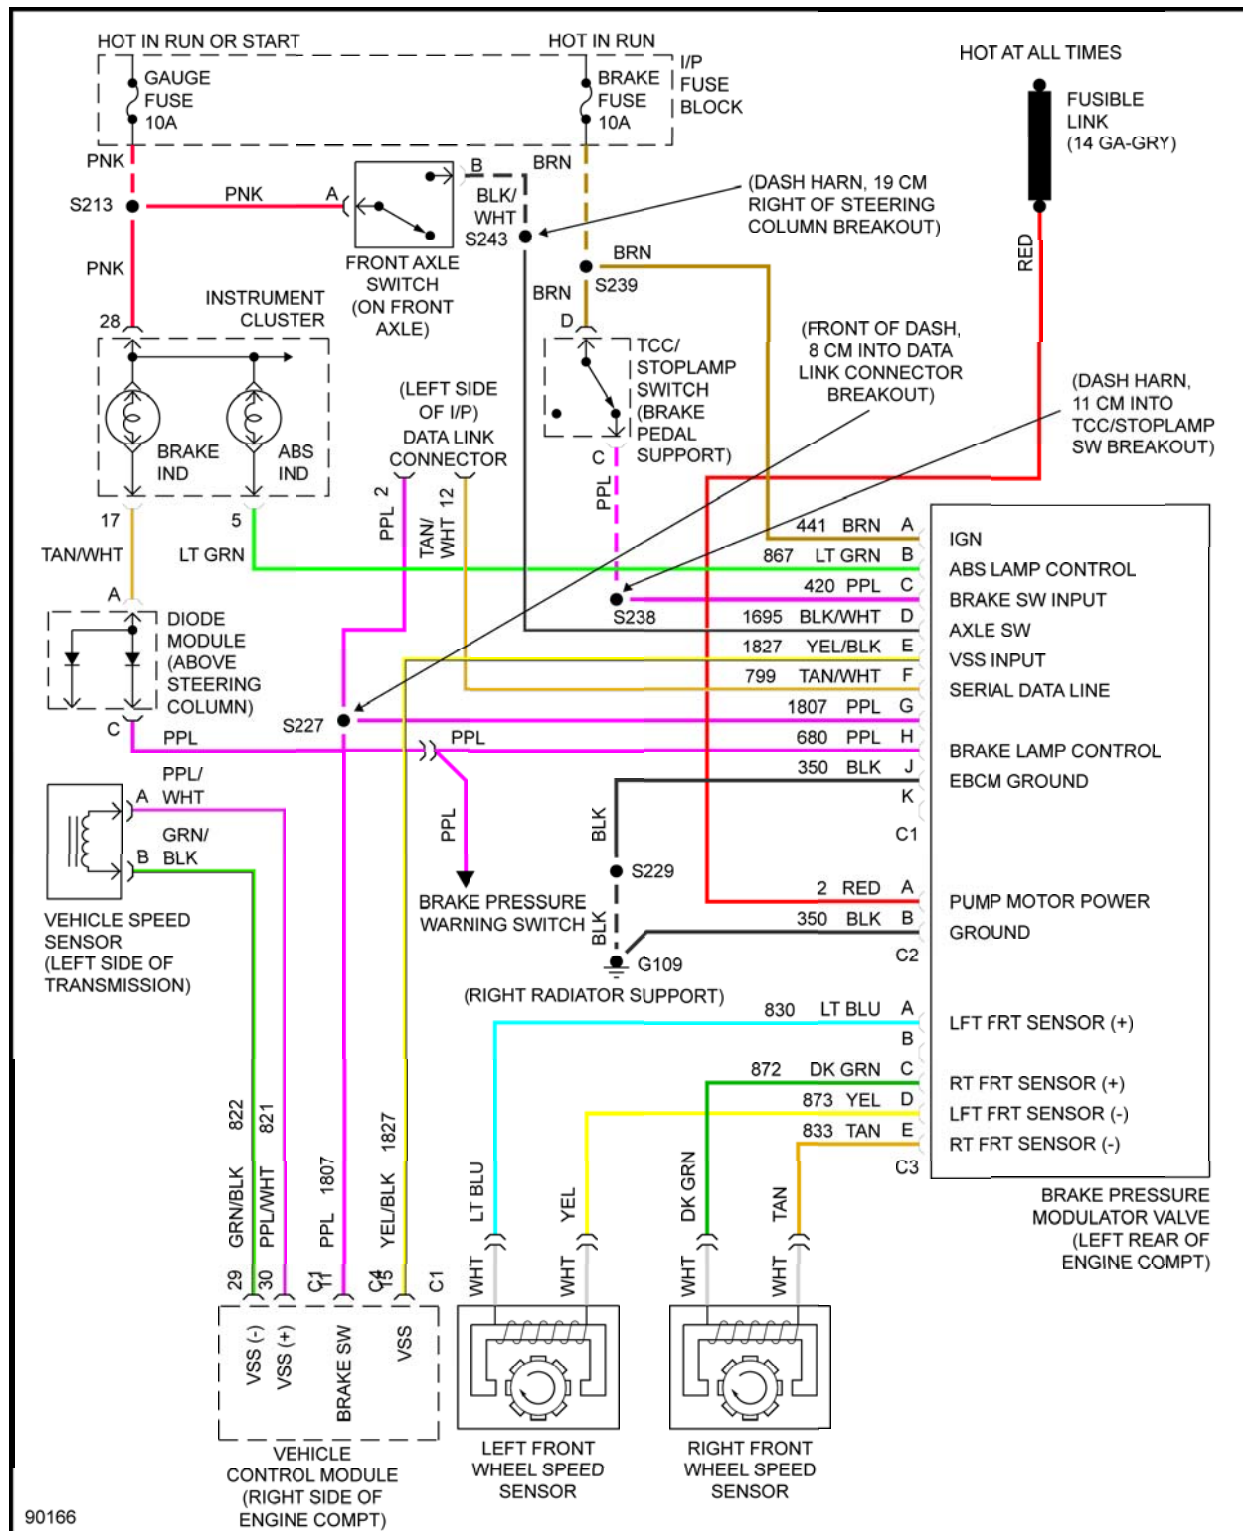 HOT IN RUN OR START
HOT IN RUN
HOT AT ALL TIMES
GAUGE
FUSE
10A
BRAKE
FUSE
10A
I/P
FUSE
BLOCK
FUSIBLE
LINK
(14 GA-GRY)
PNK
S213
PNK
A
B
BLK/
WHT
S243
BRN
(DASH HARN, 19 CM
RIGHT OF STEERING
COLUMN BREAKOUT)
RED
PNK
FRONT AXLE
SWITCH
(ON FRONT
AXLE)
BRN
S239
BRN
D
INSTRUMENT
CLUSTER
28
BRAKE
IND
ABS
IND
(LEFT SIDE
OF I/P)
DATA LINK
CONNECTOR
TCC/
STOPLAMP
SWITCH
(BRAKE
PEDAL
SUPPORT)
(FRONT OF DASH,
8 CM INTO DATA
LINK CONNECTOR
BREAKOUT)
(DASH HARN,
11 CM INTO
TCC/STOPLAMP
SW BREAKOUT)
C
PPL
17
5
TAN/WHT
LT GRN
PPL 2
TAN/
WHT 12
A
DIODE
MODULE
(ABOVE
STEERING
COLUMN)
C
PPL
S238
S227
PPL
441 BRN A
IGN
867 LT GRN B
ABS LAMP CONTROL
420 PPL C
BRAKE SW INPUT
1695 BLK/WHT D
AXLE SW
1827 YEL/BLK E
VSS INPUT
799 TAN/WHT F
SERIAL DATA LINE
1807 PPL G
680 PPL H
BRAKE LAMP CONTROL
350 BLK J
EBCM GROUND
K
C1
PPL/
WHT
A
GRN/
BLK
B
VEHICLE SPEED
SENSOR
(LEFT SIDE OF
TRANSMISSION)
PPL
BRAKE PRESSURE
WARNING SWITCH
BLK
S229
BLK
G109
(RIGHT RADIATOR SUPPORT)
2 RED A
PUMP MOTOR POWER
350 BLK B
GROUND
C2
830 LT BLU A
LFT FRT SENSOR (+)
B
872 DK GRN C
RT FRT SENSOR (+)
873 YEL D
LFT FRT SENSOR (-)
833 TAN E
RT FRT SENSOR (-)
C3
BRAKE PRESSURE
MODULATOR VALVE
(LEFT REAR OF
ENGINE COMPT)
29 GRN/BLK 822
30 PPL/WHT 821
C1
11 PPL 1807
C4
15 YEL/BLK 1827
C1
LT BLU
YEL
DK GRN
TAN
WHT
WHT
WHT
WHT
VSS (-)
VSS (+)
BRAKE SW
VSS
VEHICLE
CONTROL MODULE
(RIGHT SIDE OF
ENGINE COMPT)
LEFT FRONT
WHEEL SPEED
SENSOR
RIGHT FRONT
WHEEL SPEED
SENSOR
90166